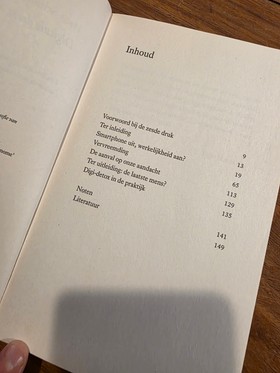 Inhoud
Voorwoord bij de zesde druk 9
Ter inleiding 13
Smartphone uit, werkelijkheid aan? 19
Vervreemding 65
De aanval op onze aandacht 113
Ter uitleiding: de laatste mens? 129
Digi-detox in de praktijk 135
Noten 141
Literatuur 149